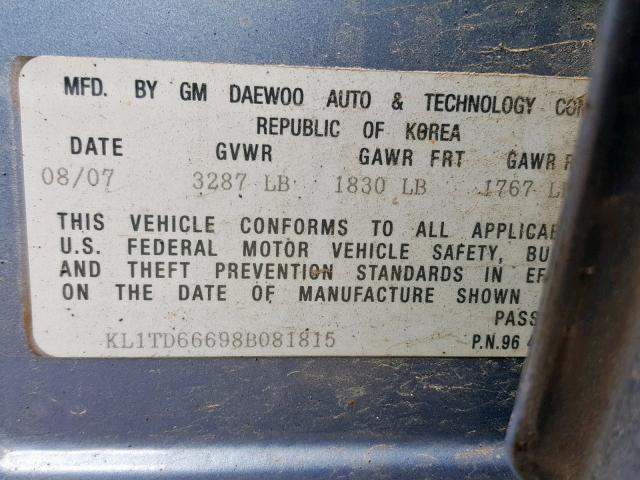 MFD. BY GM DAEWOO AUTO & TECHNOLOGY
REPUBLIC OF KOREA
DATE GVWR GAWR FRT GAWR
08/07 3287 LB 1830 LB 1767
THIS VEHICLE CONFORMS TO ALL
U.S. FEDERAL MOTOR VEHICLE SAFETY,
AND THEFT PREVENTION STANDARDS IN
ON THE DATE OF MANUFACTURE SHOWN
KL1TD66698B081815 P.N.96